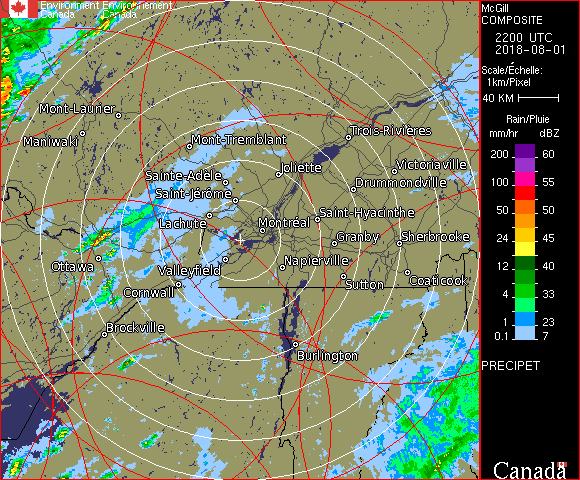 Environment Environnement
Canada Canada
McGill
COMPOSITE
2200 UTC
2018-08-01
Scale/Échelle:
1km/Pixel
40 KM
Rain/Pluie
mm/hr dBZ
200 60
100 55
50 50
24 45
12 40
4 33
1 23
0.1 7
PRECIPET
Canada
Mont-Laurier
Maniwaki
Mont-Tremblant
Trois-Rivières
Joliette
Victoriaville
Sainte-Adèle
Drummondville
Saint-Jérôme
Saint-Hyacinthe
Lachute
Montréal
Granby
Sherbrooke
Ottawa
Valleyfield
Napierville
Sutton
Coaticook
Cornwall
Brockville
Burlington